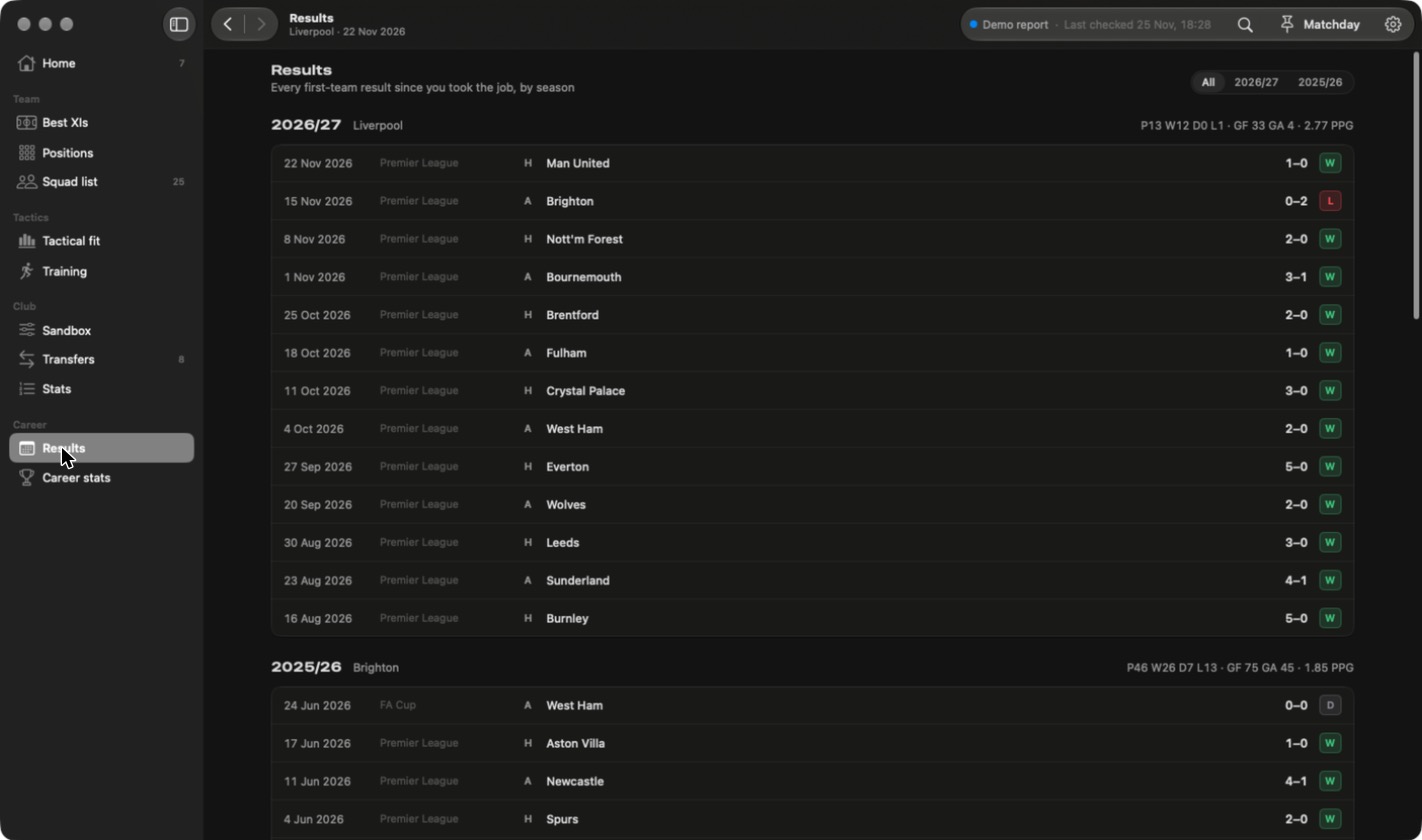 Results
Liverpool · 22 Nov 2026
Demo report · Last checked 25 Nov, 18:28
Matchday
Home 7
Team
Best XIs
Positions
Squad list 25
Tactics
Tactical fit
Training
Club
Sandbox
Transfers 8
Stats
Career
Results
Career stats
Results
Every first-team result since you took the job, by season
All 2026/27 2025/26
2026/27 Liverpool P13 W12 D0 L1 · GF 33 GA 4 · 2.77 PPG
22 Nov 2026 Premier League H Man United 1–0 W
15 Nov 2026 Premier League A Brighton 0–2 L
8 Nov 2026 Premier League H Nott'm Forest 2–0 W
1 Nov 2026 Premier League A Bournemouth 3–1 W
25 Oct 2026 Premier League H Brentford 2–0 W
18 Oct 2026 Premier League A Fulham 1–0 W
11 Oct 2026 Premier League H Crystal Palace 3–0 W
4 Oct 2026 Premier League A West Ham 2–0 W
27 Sep 2026 Premier League H Everton 5–0 W
20 Sep 2026 Premier League A Wolves 2–0 W
30 Aug 2026 Premier League H Leeds 3–0 W
23 Aug 2026 Premier League A Sunderland 4–1 W
16 Aug 2026 Premier League H Burnley 5–0 W
2025/26 Brighton P46 W26 D7 L13 · GF 75 GA 45 · 1.85 PPG
24 Jun 2026 FA Cup A West Ham 0–0 D
17 Jun 2026 Premier League H Aston Villa 1–0 W
11 Jun 2026 Premier League A Newcastle 4–1 W
4 Jun 2026 Premier League H Spurs 2–0 W